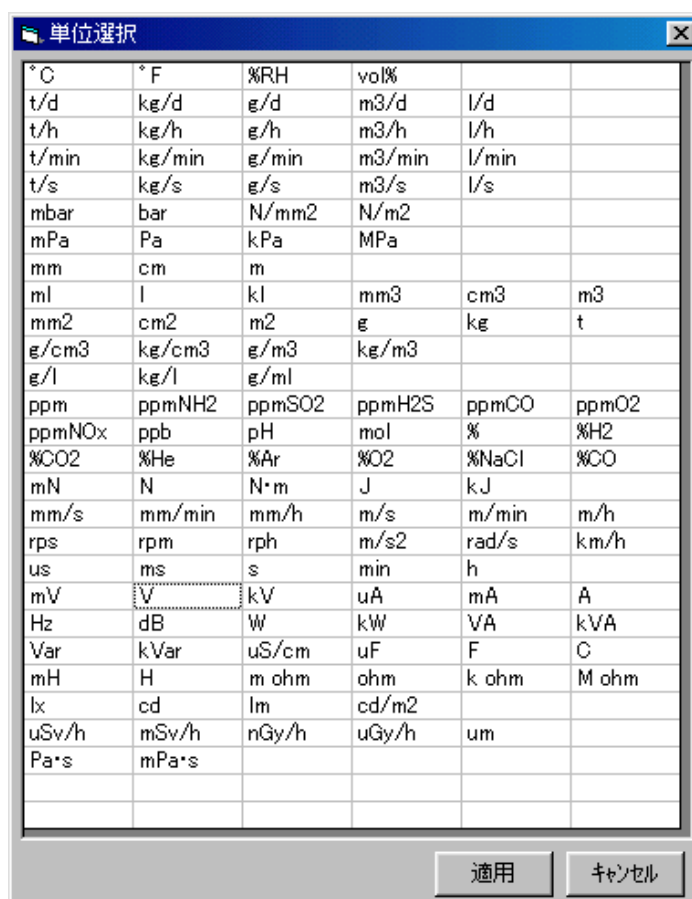 単位選択
°C °F %RH vol%
t/d kg/d g/d m3/d l/d
t/h kg/h g/h m3/h l/h
t/min kg/min g/min m3/min l/min
t/s kg/s g/s m3/s l/s
mbar bar N/mm2 N/m2
mPa Pa kPa MPa
mm cm m
ml l kl mm3 cm3 m3
mm2 cm2 m2 g kg t
g/cm3 kg/cm3 g/m3 kg/m3
g/l kg/l g/ml
ppm ppmNH2 ppmSO2 ppmH2S ppmCO ppmO2
ppmNOx ppb pH mol % %H2
%CO2 %He %Ar %O2 %NaCl %CO
mN N N・m J kJ
mm/s mm/min mm/h m/s m/min m/h
rps rpm rph m/s2 rad/s km/h
us ms s min h
mV V kV uA mA A
Hz dB W kW VA kVA
Var kVar uS/cm uF F C
mH H m ohm ohm k ohm M ohm
lx cd lm cd/m2
uSv/h mSv/h nGy/h uGy/h um
Pa・s mPa・s
適用 ｷｬﾝｾﾙ